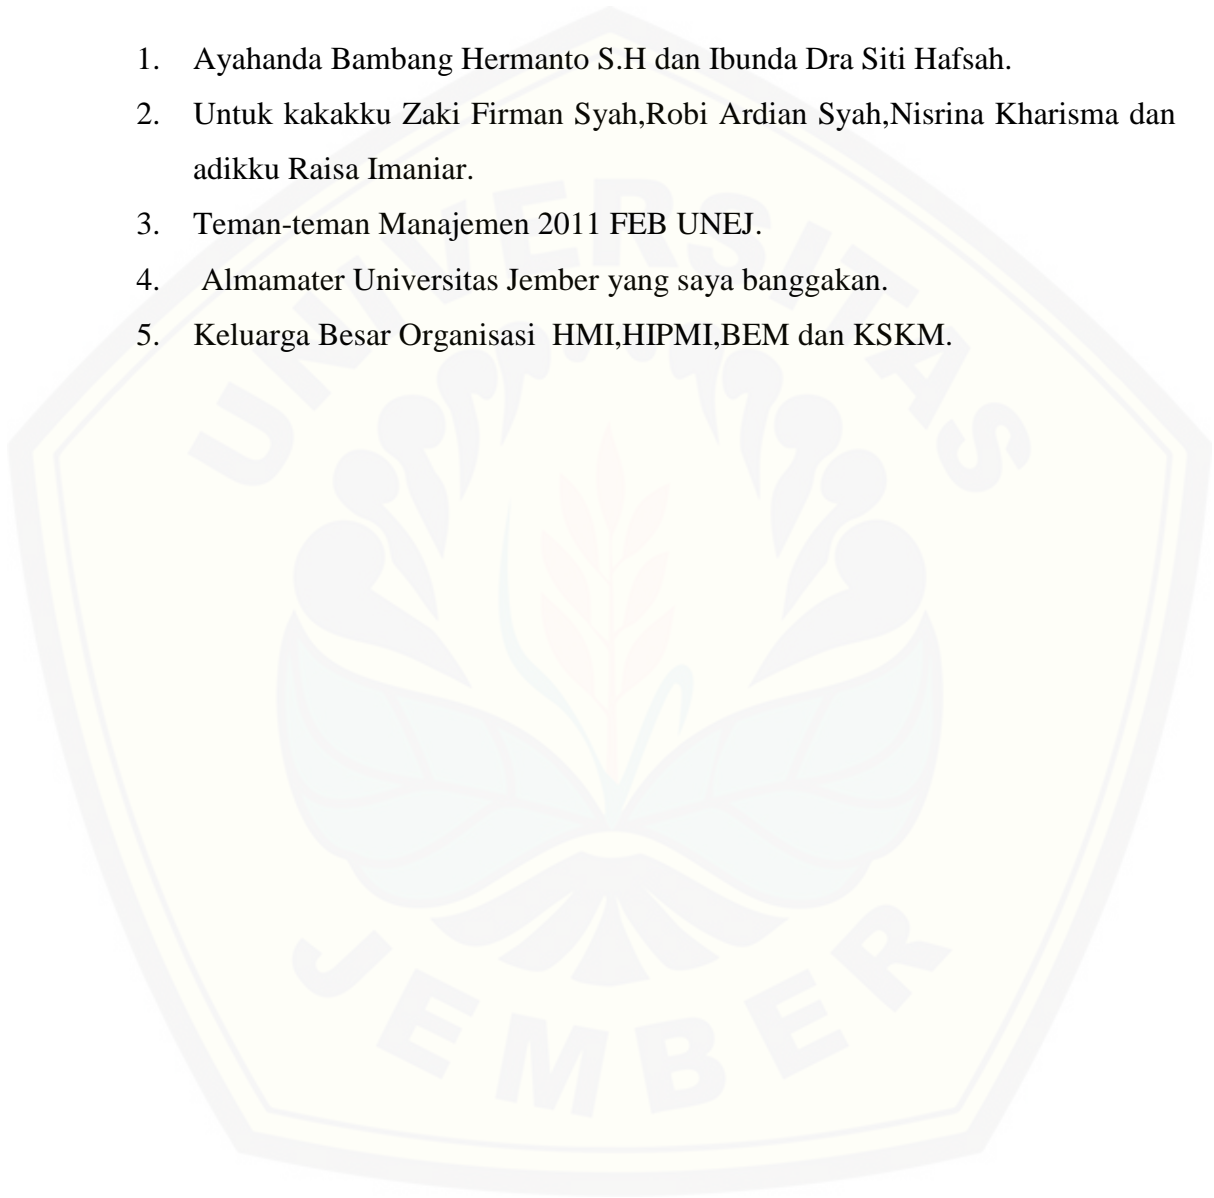 1. Ayahanda Bambang Hermanto S.H dan Ibunda Dra Siti Hafsah.
2. Untuk kakakku Zaki Firman Syah,Robi Ardian Syah,Nisrina Kharisma dan
adikku Raisa Imaniar.
3. Teman-teman Manajemen 2011 FEB UNEJ.
4. Almamater Universitas Jember yang saya banggakan.
5. Keluarga Besar Organisasi HMI,HIPMI,BEM dan KSKM.
UNIVERSITAS
JEMBER